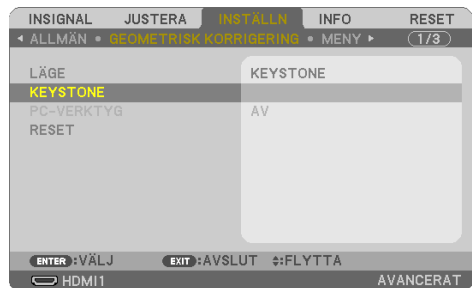 INSIGNAL JUSTERA INSTÄLLN INFO RESET
◀ ALLMÄN • GEOMETRISK KORRIGERING • MENY ▶ 1/3
LÄGE KEYSTONE
KEYSTONE
PC-VERKTYG AV
RESET
ENTER :VÄLJ EXIT :AVSLUT ↕:FLYTTA
HDMI1 AVANCERAT